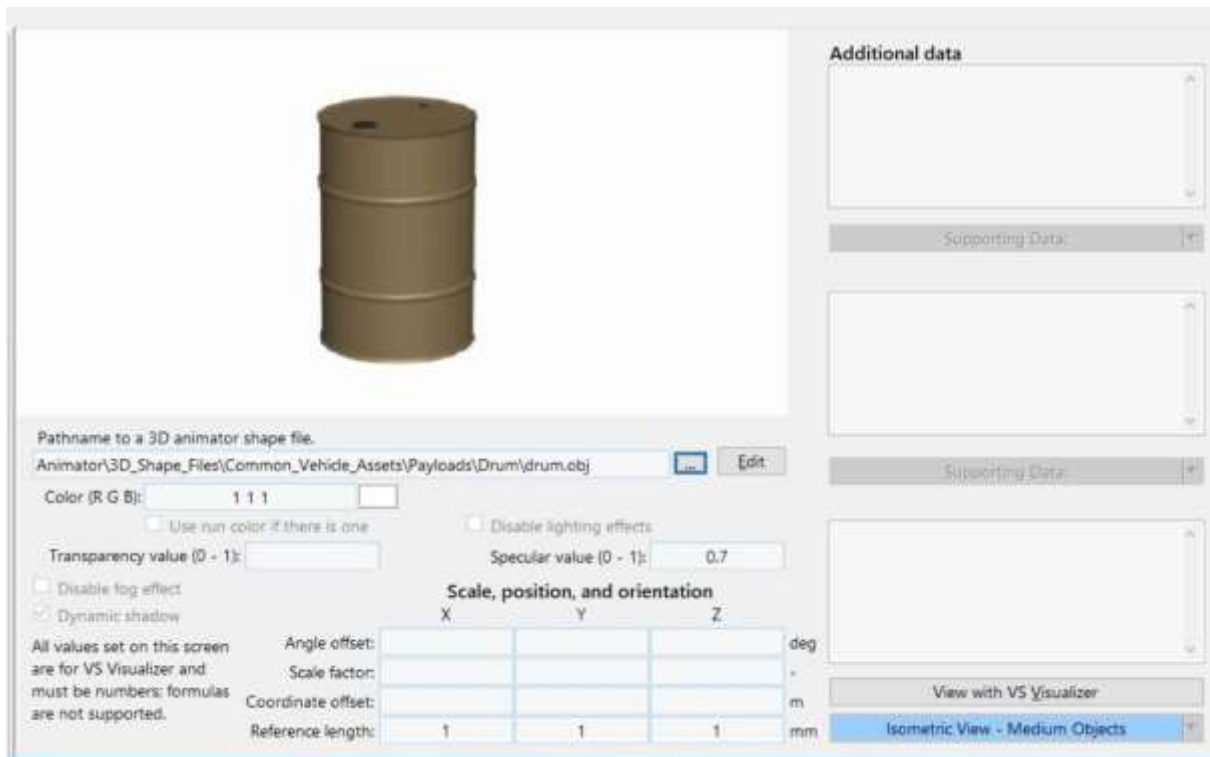 Additional data
Supporting Data:
Supporting Data:
Pathname to a 3D animator shape file.
Animator\3D_Shape_Files\Common_Vehicle_Assets\Payloads\Drum\drum.obj ... Edit
Color (R G B): 1 1 1
Use run color if there is one Disable lighting effects
Transparency value (0 - 1): Specular value (0 - 1): 0.7
Disable fog effect
Dynamic shadow
Scale, position, and orientation
X Y Z
All values set on this screen
are for VS Visualizer and
must be numbers; formulas
are not supported.
Angle offset: deg
Scale factor: -
Coordinate offset: m
Reference length: 1 1 1 mm
View with VS Visualizer
Isometric View - Medium Objects